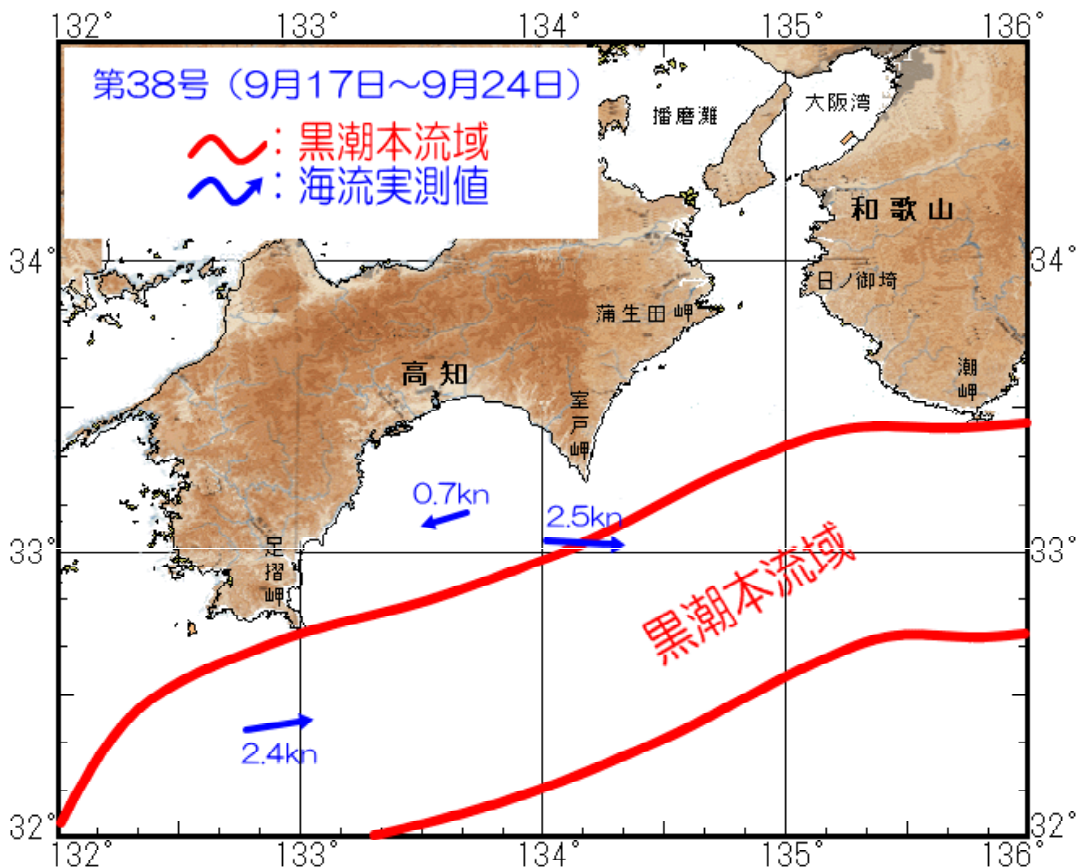 132°
133°
134°
135°
136°
第38号（9月17日～9月24日）
：黒潮本流域
：海流実測値
播磨灘
大阪湾
和歌山
34°
34°
日ノ御埼
蒲生田岬
高知
室戸岬
潮岬
0.7kn
2.5kn
33°
33°
足摺岬
黒潮本流域
2.4kn
32°
32°
132°
133°
134°
135°
136°